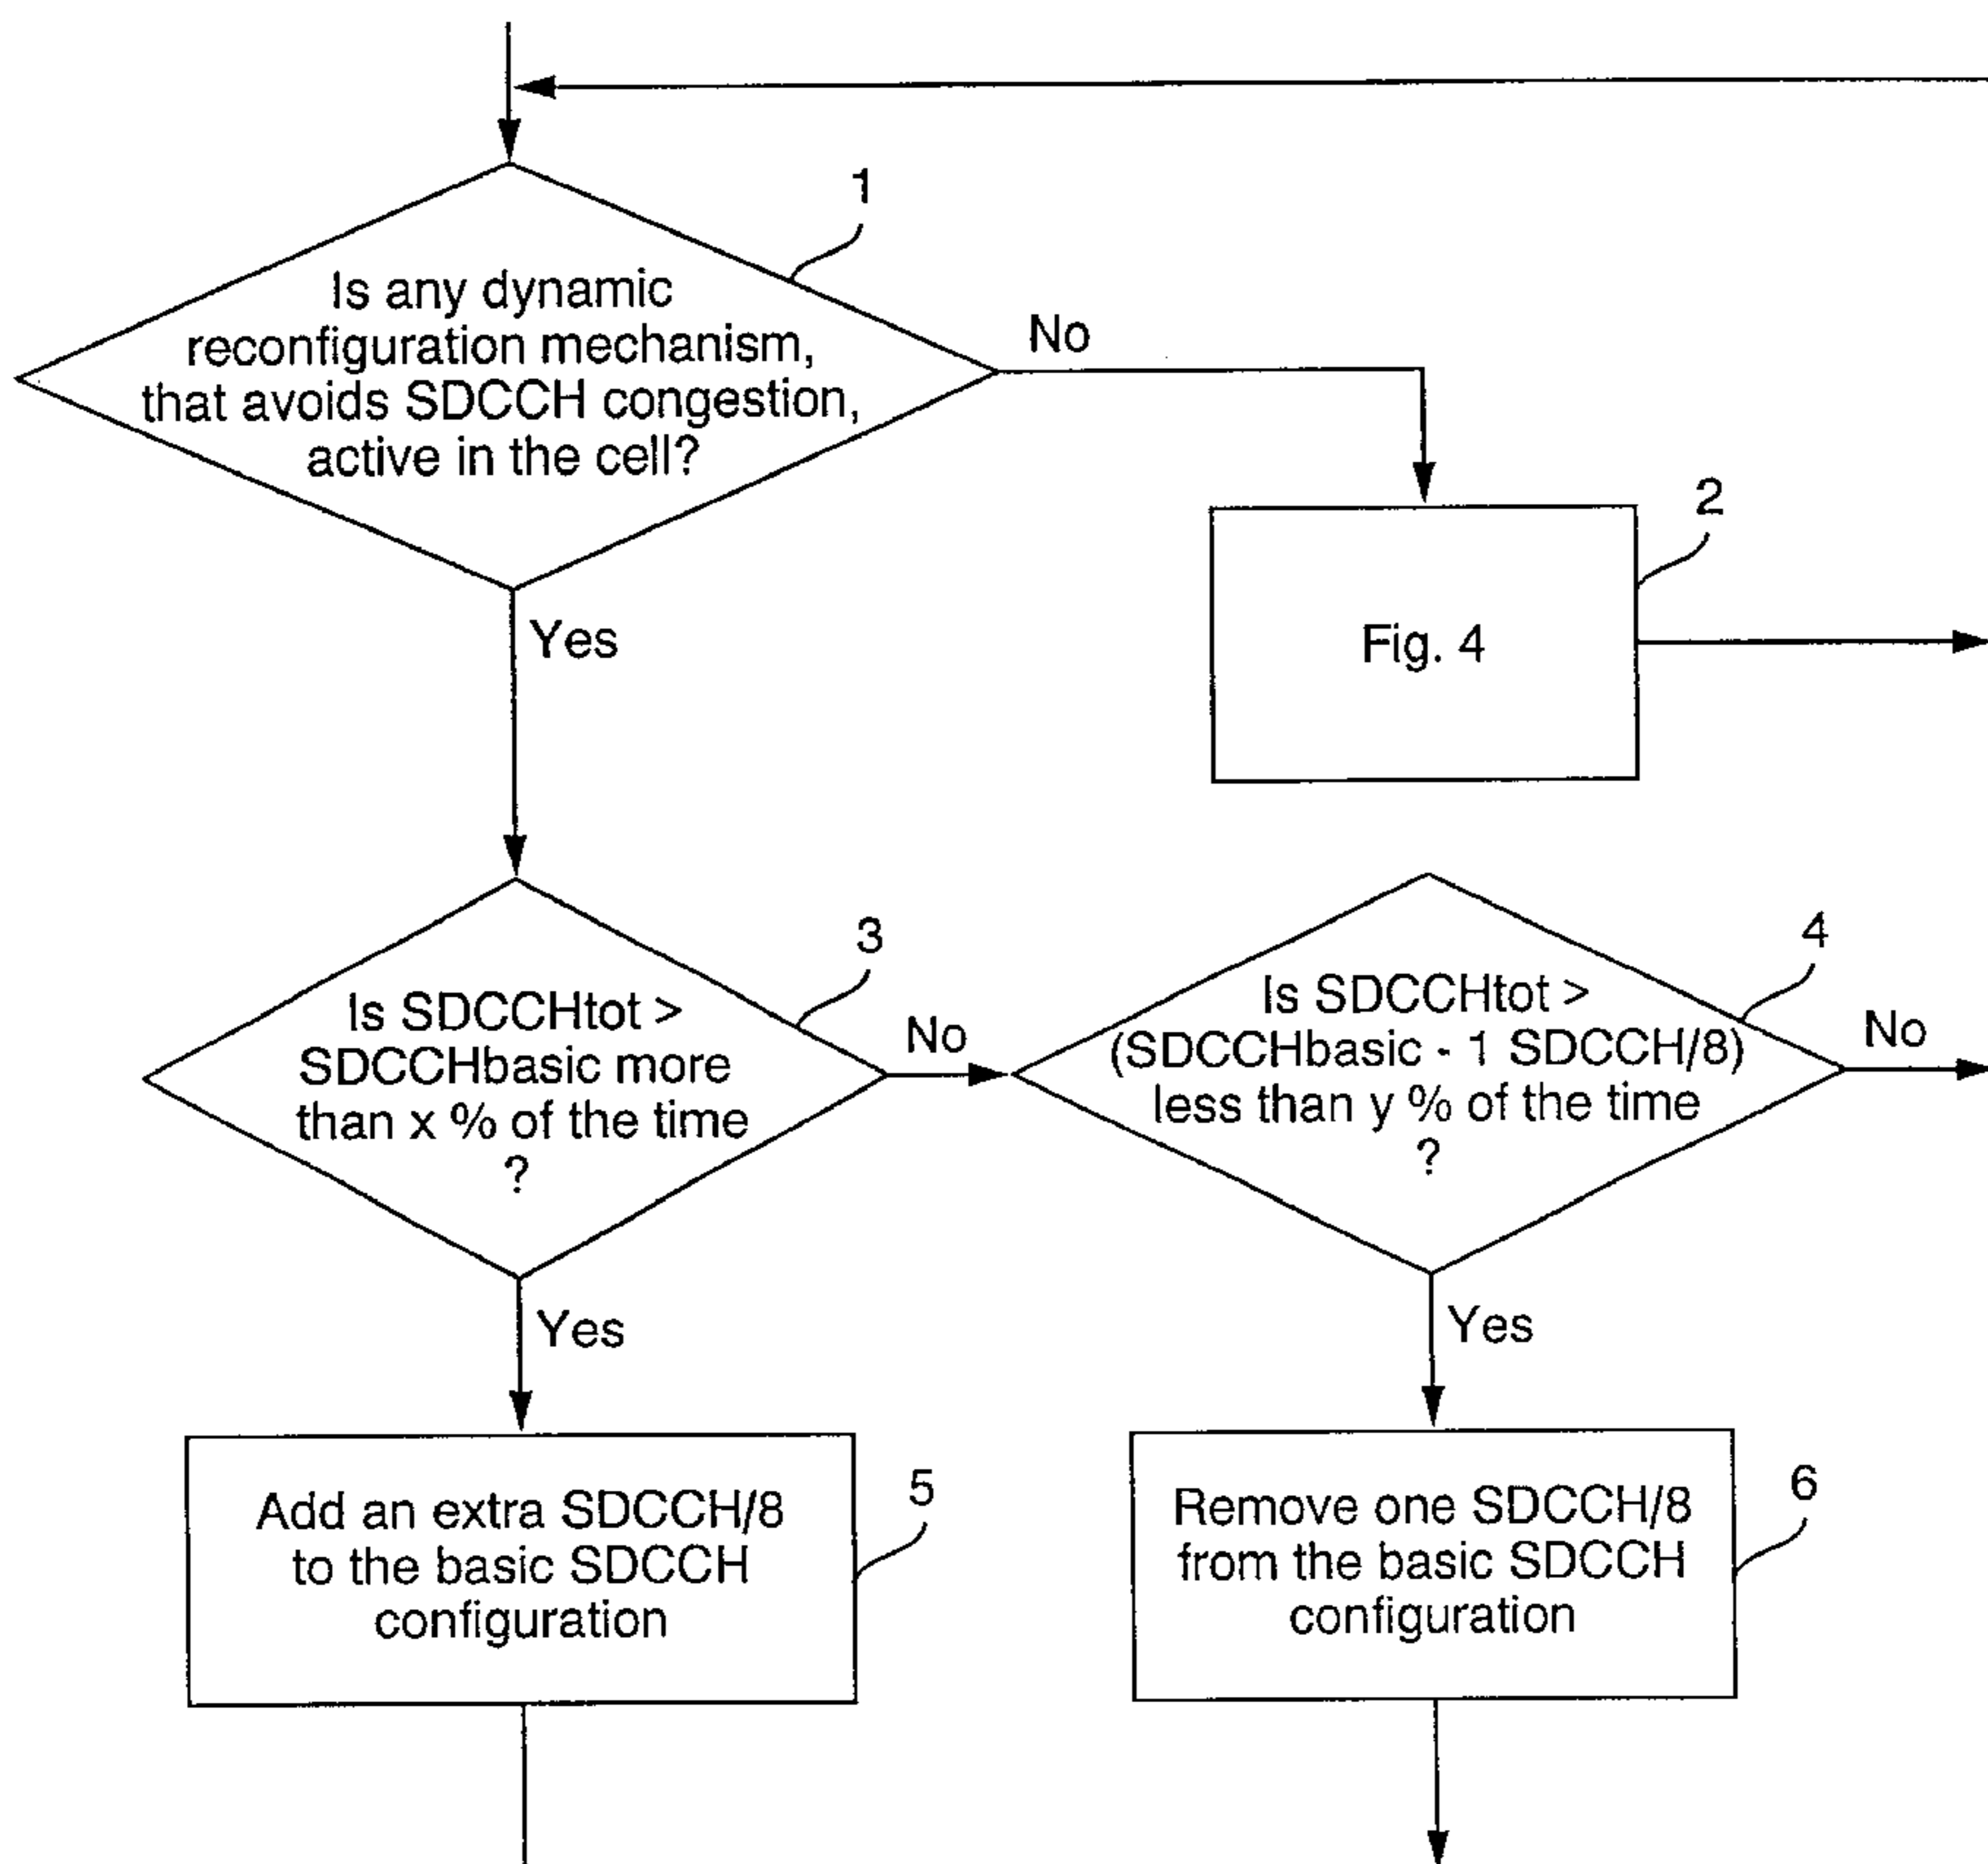 1
Is any dynamic
reconfiguration mechanism,
that avoids SDCCH congestion,
active in the cell?
No
2
Fig. 4
Yes
3
Is SDCCHtot >
SDCCHbasic more
than x % of the time
?
No
4
Is SDCCHtot >
(SDCCHbasic - 1 SDCCH/8)
less than y % of the time
?
No
Yes
Yes
5
Add an extra SDCCH/8
to the basic SDCCH
configuration
6
Remove one SDCCH/8
from the basic SDCCH
configuration